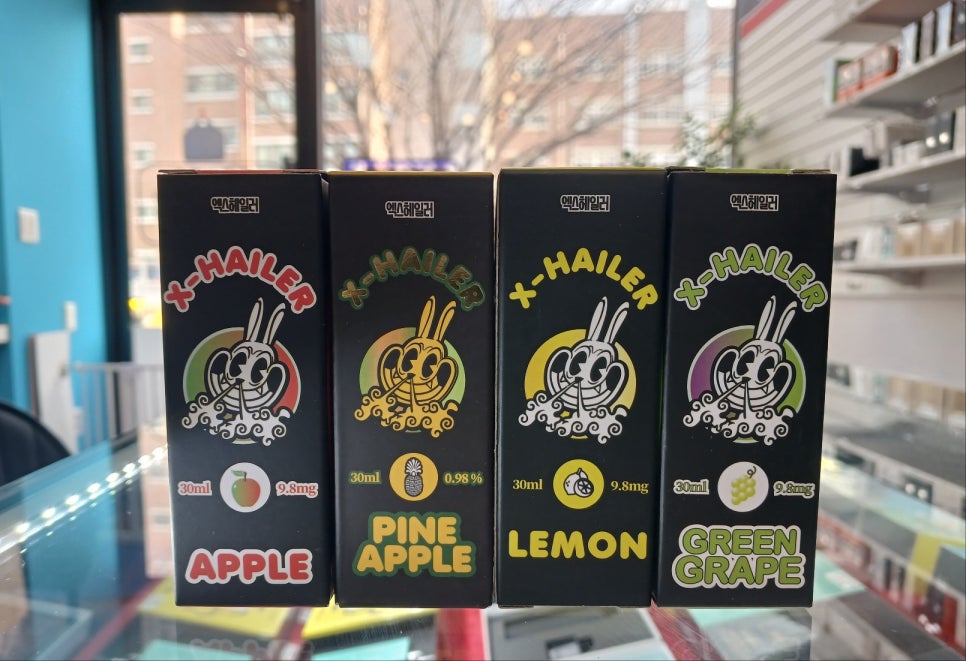 엑스헤일러
X-HAILER
30ml
9.8mg
APPLE
엑스헤일러
X-HAILER
30ml
0.98%
PINE
APPLE
엑스헤일러
X-HAILER
30ml
9.8mg
LEMON
엑스헤일러
X-HAILER
30ml
9.8mg
GREEN
GRAPE